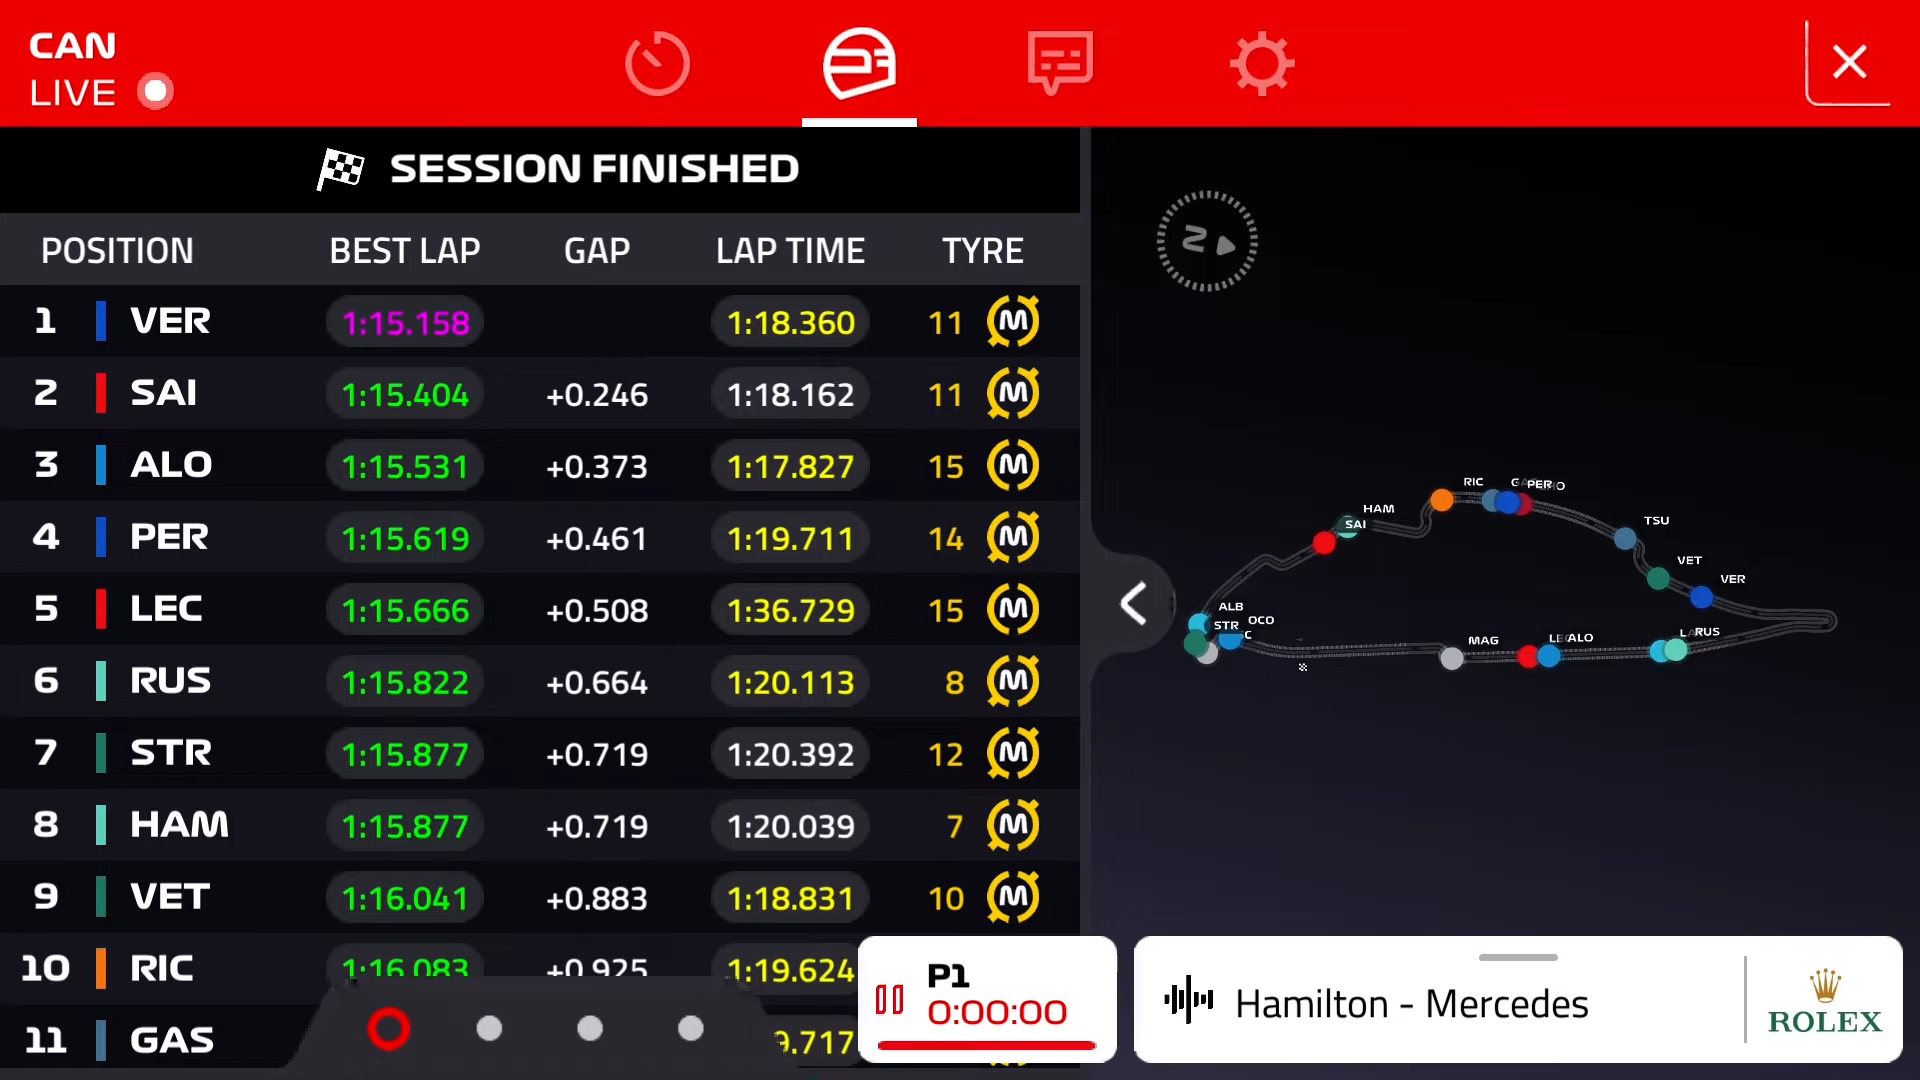 CAN
LIVE
SESSION FINISHED
POSITION BEST LAP GAP LAP TIME TYRE
1 VER 1:15.158 1:18.360 11 M
2 SAI 1:15.404 +0.246 1:18.162 11 M
3 ALO 1:15.531 +0.373 1:17.827 15 M
4 PER 1:15.619 +0.461 1:19.711 14 M
5 LEC 1:15.666 +0.508 1:36.729 15 M
6 RUS 1:15.822 +0.664 1:20.113 8 M
7 STR 1:15.877 +0.719 1:20.392 12 M
8 HAM 1:15.877 +0.719 1:20.039 7 M
9 VET 1:16.041 +0.883 1:18.831 10 M
10 RIC 1:16.083 +0.925 1:19.624
11 GAS 9.717
P1
0:00:00
Hamilton - Mercedes
ROLEX
RIC PER
HAM
SAI
TSU
VET
VER
ALB
STR OCO
MAG ALO RUS